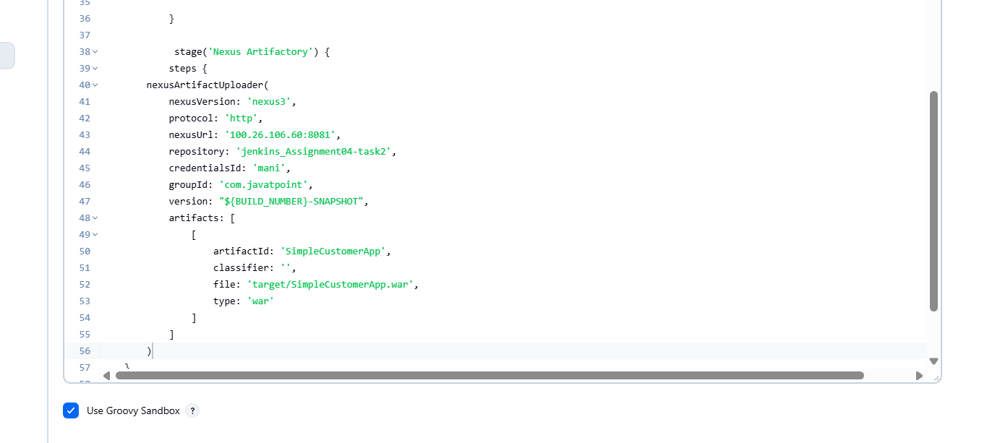 35
36 }
37
38 stage('Nexus Artifactory') {
39 steps {
40 nexusArtifactUploader(
41 nexusVersion: 'nexus3',
42 protocol: 'http',
43 nexusUrl: '100.26.106.60:8081',
44 repository: 'jenkins_Assignment04-task2',
45 credentialsId: 'mani',
46 groupId: 'com.javatpoint',
47 version: "${BUILD_NUMBER}-SNAPSHOT",
48 artifacts: [
49 [
50 artifactId: 'SimpleCustomerApp',
51 classifier: '',
52 file: 'target/SimpleCustomerApp.war',
53 type: 'war'
54 ]
55 ]
56 )
57 }
Use Groovy Sandbox ?